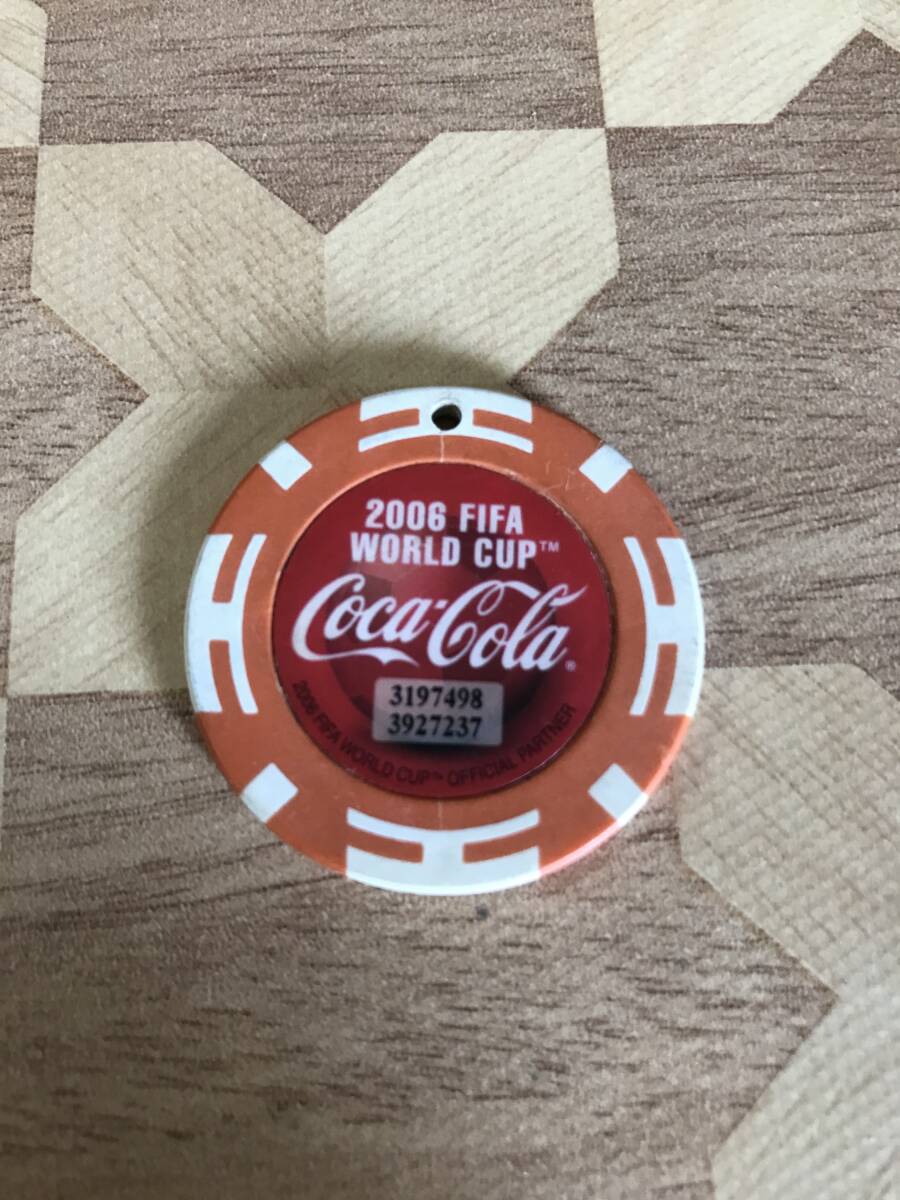 2006 FIFA
WORLD CUP™
Coca-Cola®
3197498
3927237
2006 FIFA WORLD CUP™ OFFICIAL PARTNER